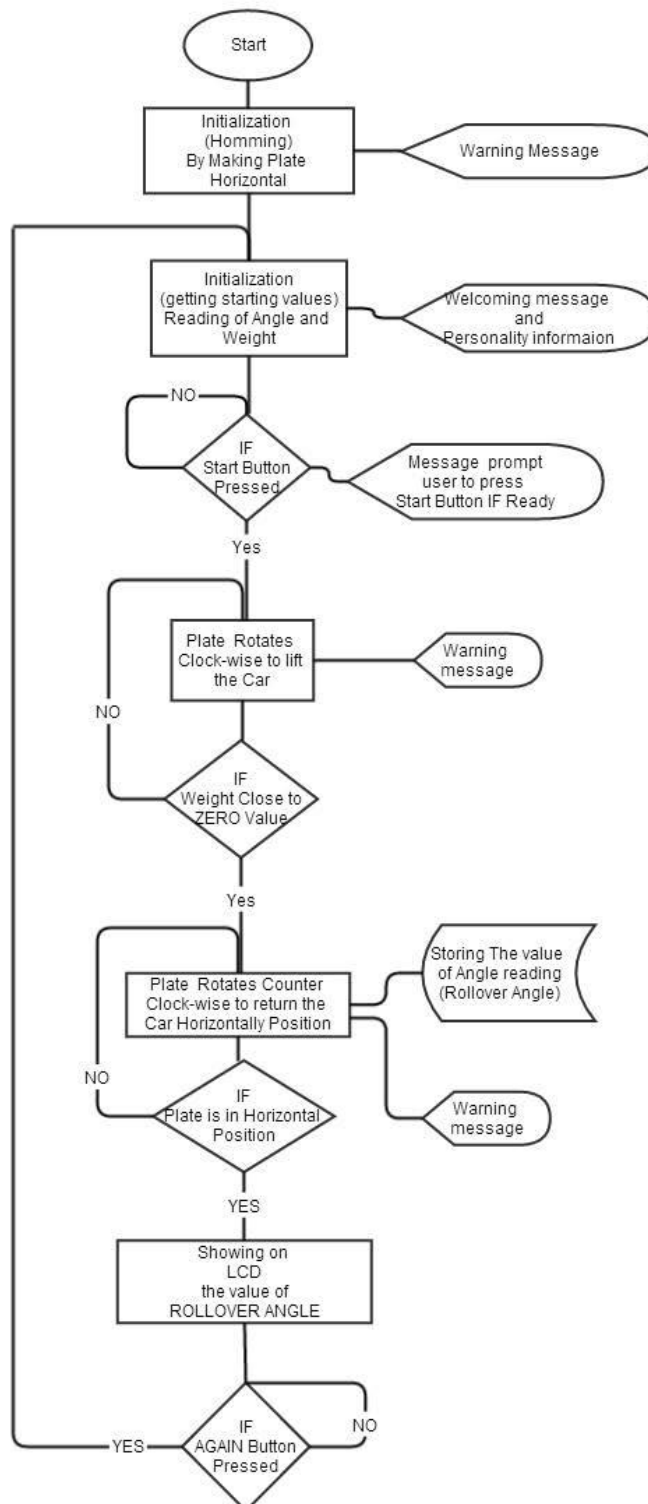 Start
Initialization
(Homming)
By Making Plate
Horizontal
Warning Message
Initialization
(getting starting values)
Reading of Angle and
Weight
Welcoming message
and
Personality informaion
NO
IF
Start Button
Pressed
Message prompt
user to press
Start Button IF Ready
Yes
Plate Rotates
Clock-wise to lift
the Car
Warning
message
NO
IF
Weight Close to
ZERO Value
Yes
Storing The value
of Angle reading
(Rollover Angle)
Plate Rotates Counter
Clock-wise to return the
Car Horizontally Position
NO
IF
Plate is in Horizontal
Position
Warning
message
YES
Showing on
LCD
the value of
ROLLOVER ANGLE
IF
AGAIN Button
Pressed
NO
YES